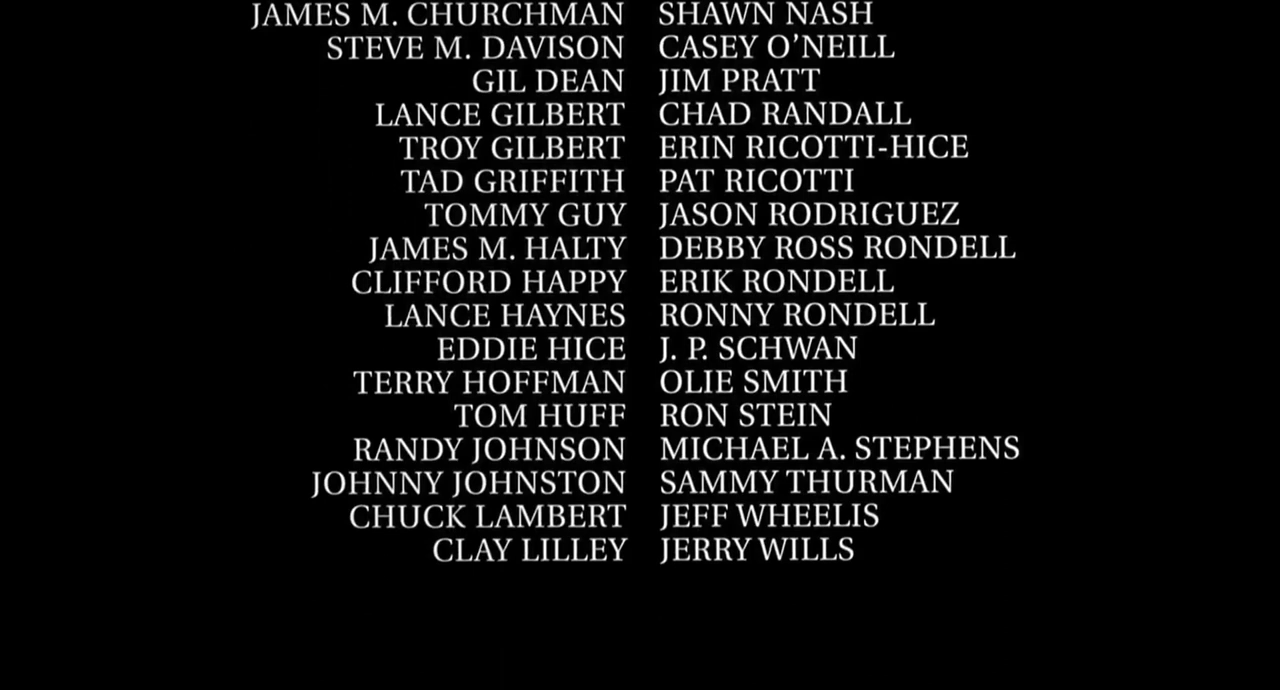 JAMES M. CHURCHMAN SHAWN NASH
STEVE M. DAVISON CASEY O'NEILL
GIL DEAN JIM PRATT
LANCE GILBERT CHAD RANDALL
TROY GILBERT ERIN RICOTTI-HICE
TAD GRIFFITH PAT RICOTTI
TOMMY GUY JASON RODRIGUEZ
JAMES M. HALTY DEBBY ROSS RONDELL
CLIFFORD HAPPY ERIK RONDELL
LANCE HAYNES RONNY RONDELL
EDDIE HICE J. P. SCHWAN
TERRY HOFFMAN OLIE SMITH
TOM HUFF RON STEIN
RANDY JOHNSON MICHAEL A. STEPHENS
JOHNNY JOHNSTON SAMMY THURMAN
CHUCK LAMBERT JEFF WHEELIS
CLAY LILLEY JERRY WILLS